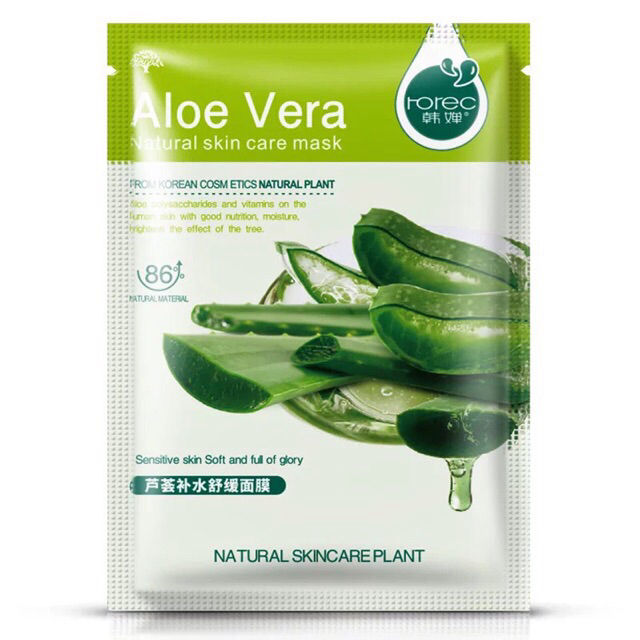 Aloe Vera
Natural skin care mask
Horec
韩婵®
FROM KOREAN COSM ETICS NATURAL PLANT
Aloe polysaccharides and vitamins on the
human skin with good nutrition, moisture,
brightens the effect of the tree.
86%
NATURAL MATERIAL
Sensitive skin Soft and full of glory
芦荟补水舒缓面膜
NATURAL SKINCARE PLANT